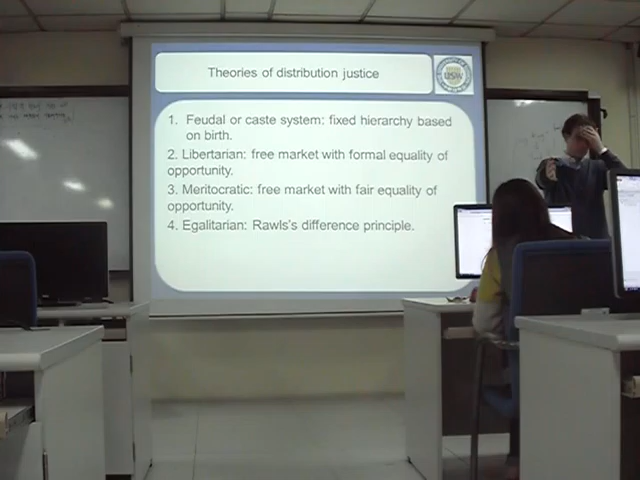 Theories of distribution justice
USW
1. Feudal or caste system: fixed hierarchy based
on birth.
2. Libertarian: free market with formal equality of
opportunity.
3. Meritocratic: free market with fair equality of
opportunity.
4. Egalitarian: Rawls's difference principle.